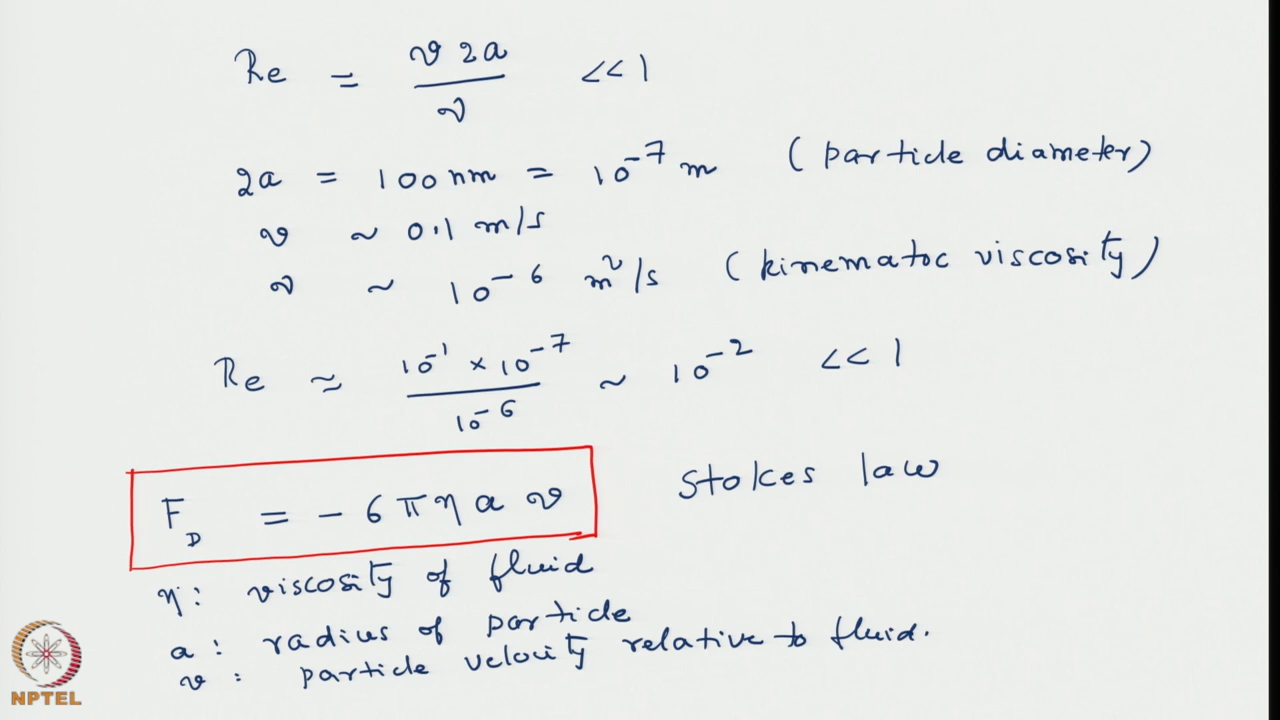 Re = v 2a / ν << 1
2a = 100 nm = 10⁻⁷ m (particle diameter)
v ~ 0.1 m/s
ν ~ 10⁻⁶ m²/s (kinematoc viscosity)
Re ≈ 10⁻¹ × 10⁻⁷ / 10⁻⁶ ~ 10⁻² << 1
F_D = - 6 π η a v Stokes law
η : viscosity of fluid
a : radius of particle
v : particle velocity relative to fluid.
NPTEL